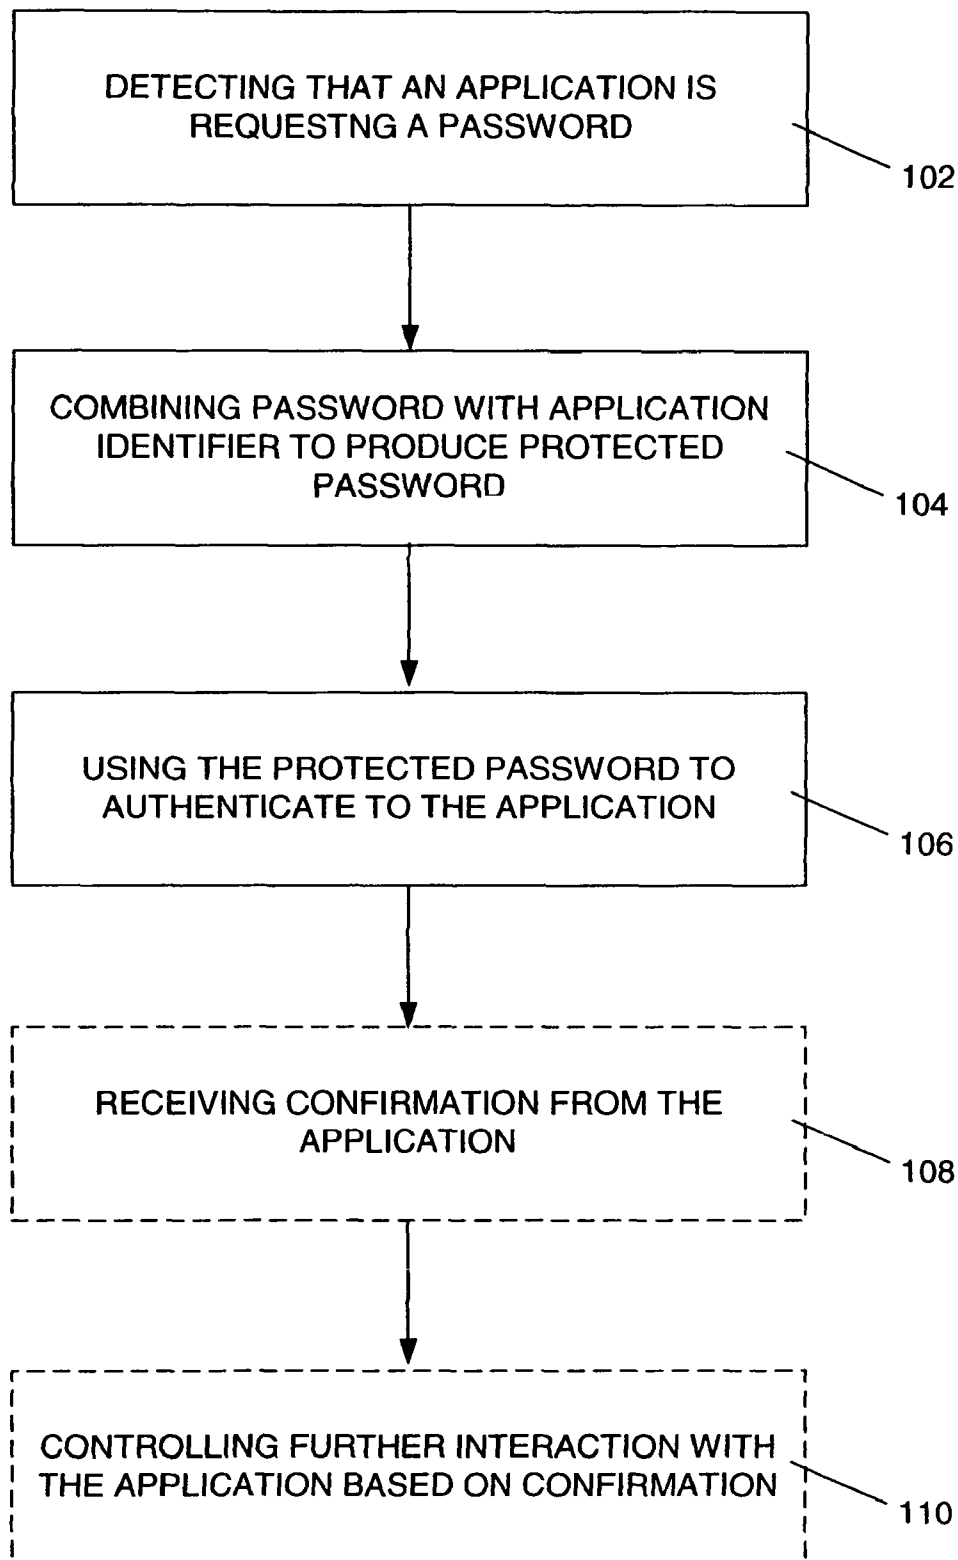 DETECTING THAT AN APPLICATION IS
REQUESTNG A PASSWORD
102
COMBINING PASSWORD WITH APPLICATION
IDENTIFIER TO PRODUCE PROTECTED
PASSWORD
104
USING THE PROTECTED PASSWORD TO
AUTHENTICATE TO THE APPLICATION
106
RECEIVING CONFIRMATION FROM THE
APPLICATION
108
CONTROLLING FURTHER INTERACTION WITH
THE APPLICATION BASED ON CONFIRMATION
110